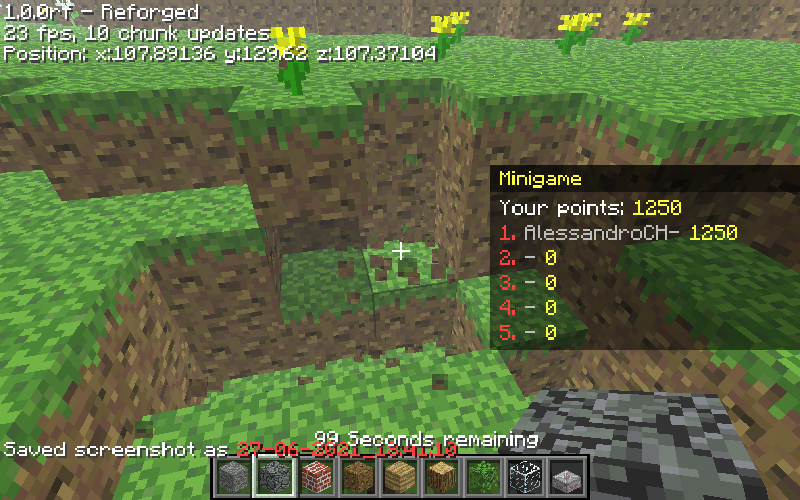 1.0.0rf - Reforged
23 fps, 10 chunk updates
Position: x:107.89136 y:129.62 z:107.37104
Minigame
Your points: 1250
1. AlessandroCH- 1250
2. - 0
3. - 0
4. - 0
5. - 0
99 Seconds remaining
Saved screenshot as 27-06-2021_18.41.10